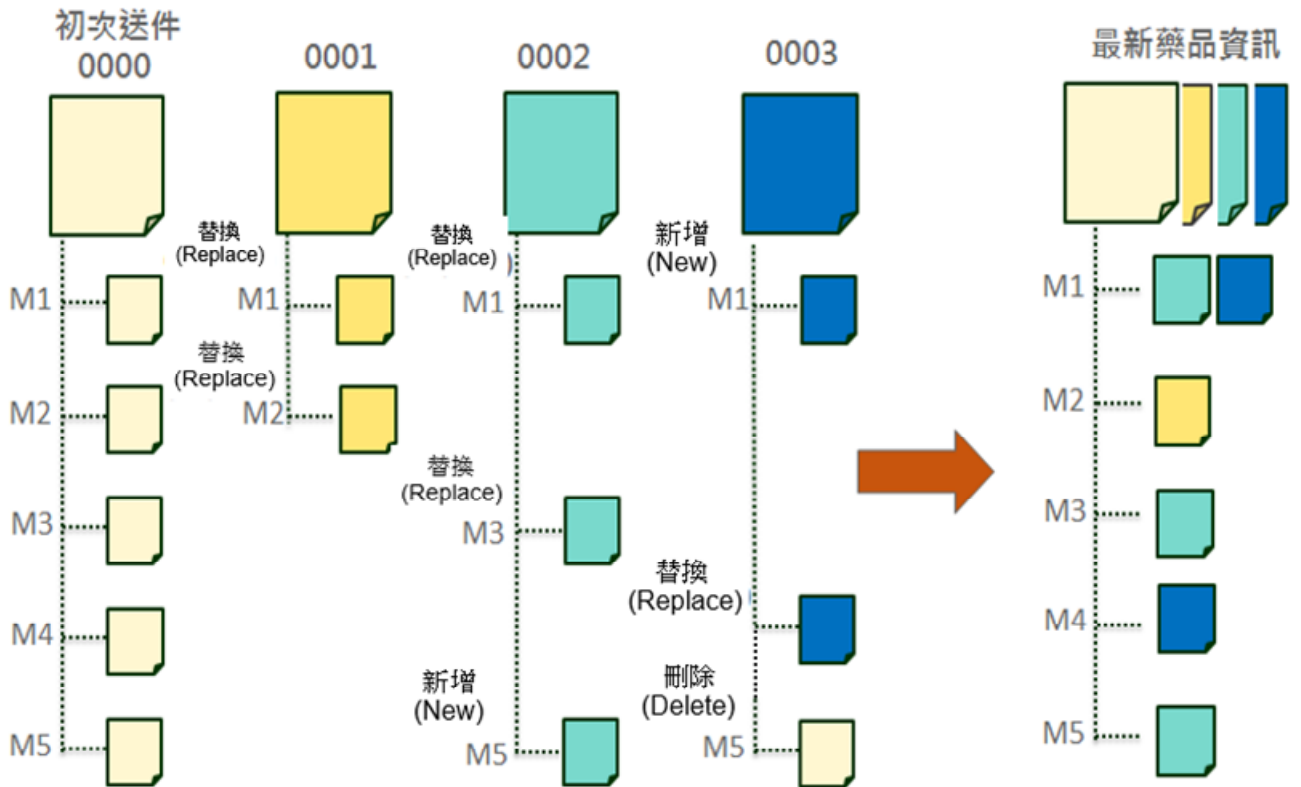 初次送件
0000
0001
0002
0003
最新藥品資訊
M1
M2
M3
M4
M5
替換
(Replace)
M1
替換
(Replace)
M2
替換
(Replace)
M1
替換
(Replace)
M3
新增
(New)
M5
新增
(New)
M1
替換
(Replace)
刪除
(Delete)
M5
M1
M2
M3
M4
M5